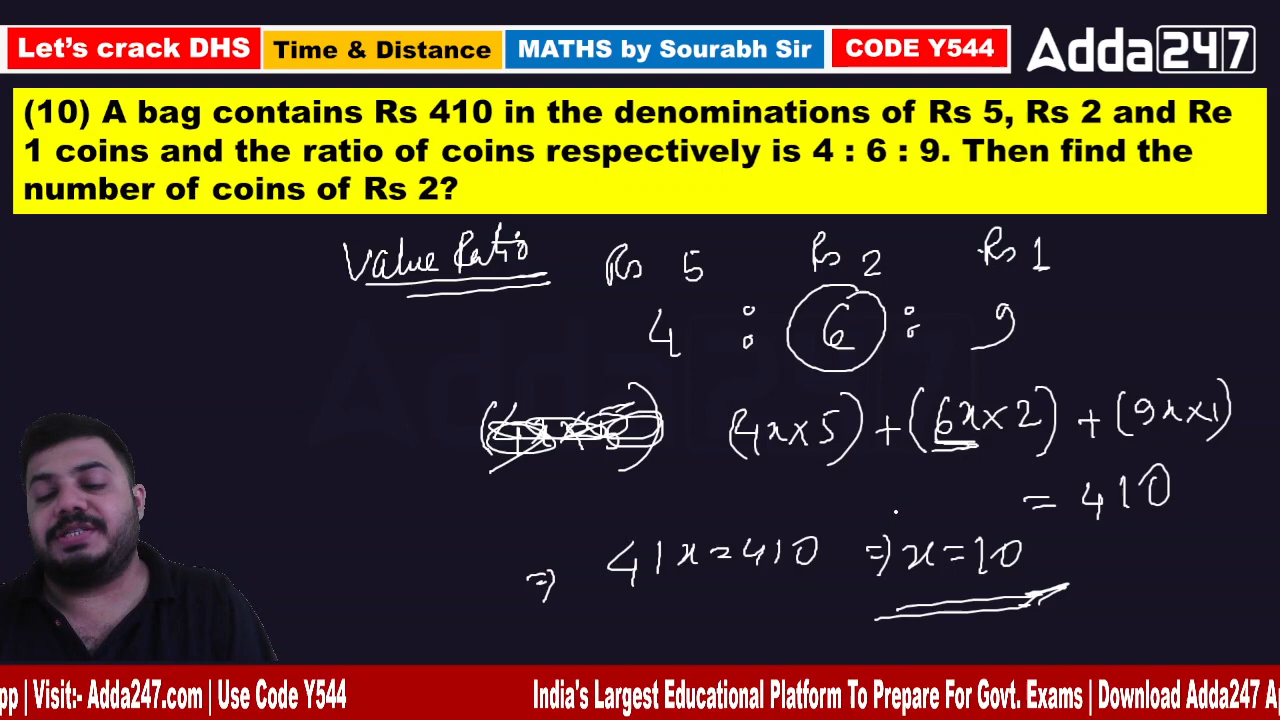 Let's crack DHS Time & Distance MATHS by Sourabh Sir CODE Y544 Adda247
(10) A bag contains Rs 410 in the denominations of Rs 5, Rs 2 and Re
1 coins and the ratio of coins respectively is 4 : 6 : 9. Then find the
number of coins of Rs 2?
Value Ratio Rs 5 Rs 2 Rs 1
4 : 6 : 9
(4x×5) + (6x×2) + (9x×1)
= 410
⇒ 41x = 410 ⇒ x = 10
pp | Visit:- Adda247.com | Use Code Y544 India's Largest Educational Platform To Prepare For Govt. Exams | Download Adda247 Ap